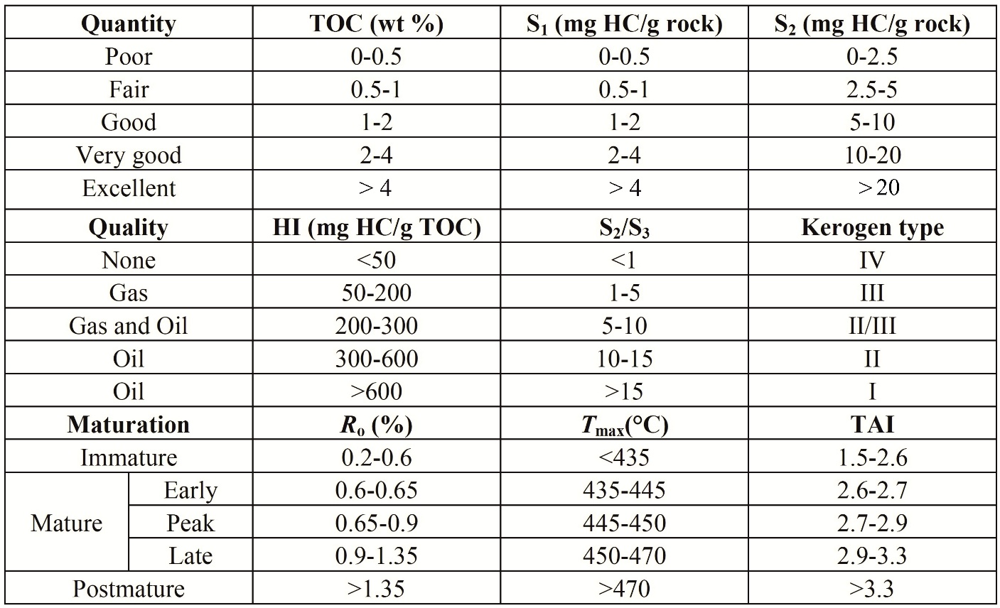 Quantity TOC (wt %) S₁ (mg HC/g rock) S₂ (mg HC/g rock)
Poor 0-0.5 0-0.5 0-2.5
Fair 0.5-1 0.5-1 2.5-5
Good 1-2 1-2 5-10
Very good 2-4 2-4 10-20
Excellent > 4 > 4 > 20
Quality HI (mg HC/g TOC) S₂/S₃ Kerogen type
None <50 <1 IV
Gas 50-200 1-5 III
Gas and Oil 200-300 5-10 II/III
Oil 300-600 10-15 II
Oil >600 >15 I
Maturation Rₒ (%) Tₘₐₓ(°C) TAI
Immature 0.2-0.6 <435 1.5-2.6
Early 0.6-0.65 435-445 2.6-2.7
Mature Peak 0.65-0.9 445-450 2.7-2.9
Late 0.9-1.35 450-470 2.9-3.3
Postmature >1.35 >470 >3.3